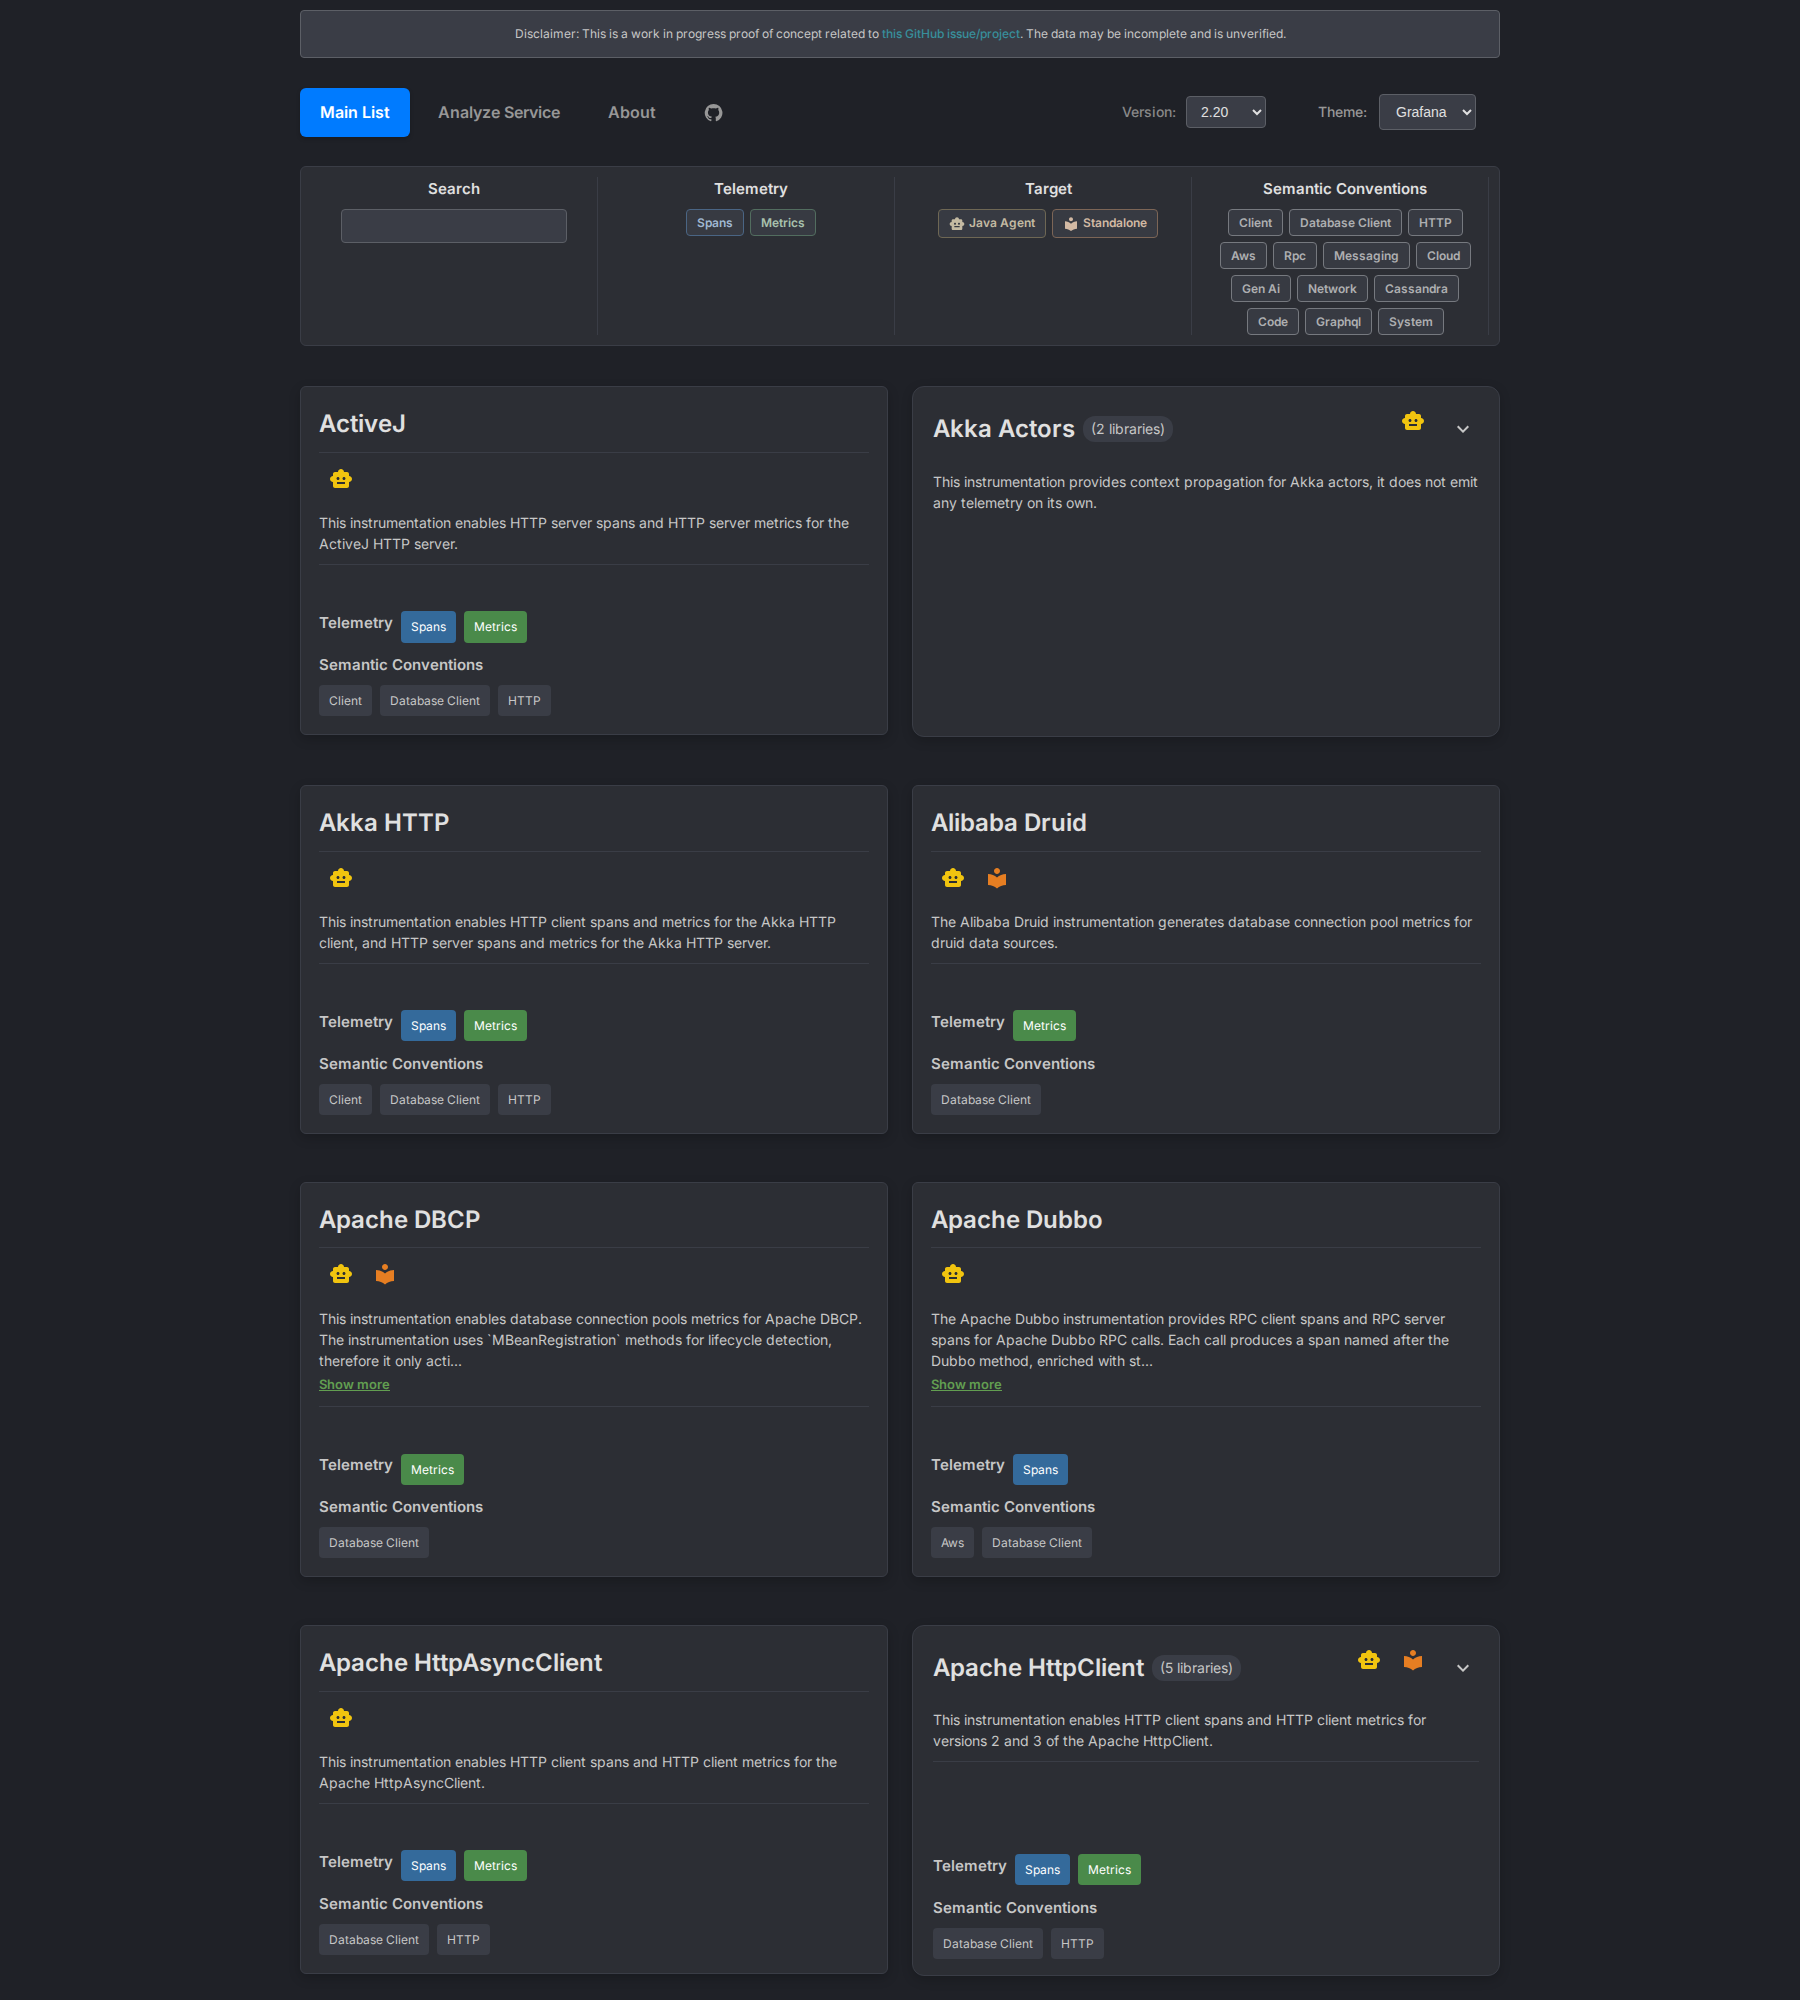 Disclaimer: This is a work in progress proof of concept related to this GitHub issue/project. The data may be incomplete and is unverified.
Main List
Analyze Service
About
Version: 2.20
Theme: Grafana
Search
Telemetry
Spans Metrics
Target
Java Agent Standalone
Semantic Conventions
Client Database Client HTTP
Aws Rpc Messaging Cloud
Gen Ai Network Cassandra
Code Graphql System
ActiveJ
This instrumentation enables HTTP server spans and HTTP server metrics for the
ActiveJ HTTP server.
Telemetry Spans Metrics
Semantic Conventions
Client Database Client HTTP
Akka Actors (2 libraries)
This instrumentation provides context propagation for Akka actors, it does not emit
any telemetry on its own.
Akka HTTP
This instrumentation enables HTTP client spans and metrics for the Akka HTTP
client, and HTTP server spans and metrics for the Akka HTTP server.
Telemetry Spans Metrics
Semantic Conventions
Client Database Client HTTP
Alibaba Druid
The Alibaba Druid instrumentation generates database connection pool metrics for
druid data sources.
Telemetry Metrics
Semantic Conventions
Database Client
Apache DBCP
This instrumentation enables database connection pools metrics for Apache DBCP.
The instrumentation uses `MBeanRegistration` methods for lifecycle detection,
therefore it only acti...
Show more
Telemetry Metrics
Semantic Conventions
Database Client
Apache Dubbo
The Apache Dubbo instrumentation provides RPC client spans and RPC server
spans for Apache Dubbo RPC calls. Each call produces a span named after the
Dubbo method, enriched with st...
Show more
Telemetry Spans
Semantic Conventions
Aws Database Client
Apache HttpAsyncClient
This instrumentation enables HTTP client spans and HTTP client metrics for the
Apache HttpAsyncClient.
Telemetry Spans Metrics
Semantic Conventions
Database Client HTTP
Apache HttpClient (5 libraries)
This instrumentation enables HTTP client spans and HTTP client metrics for
versions 2 and 3 of the Apache HttpClient.
Telemetry Spans Metrics
Semantic Conventions
Database Client HTTP